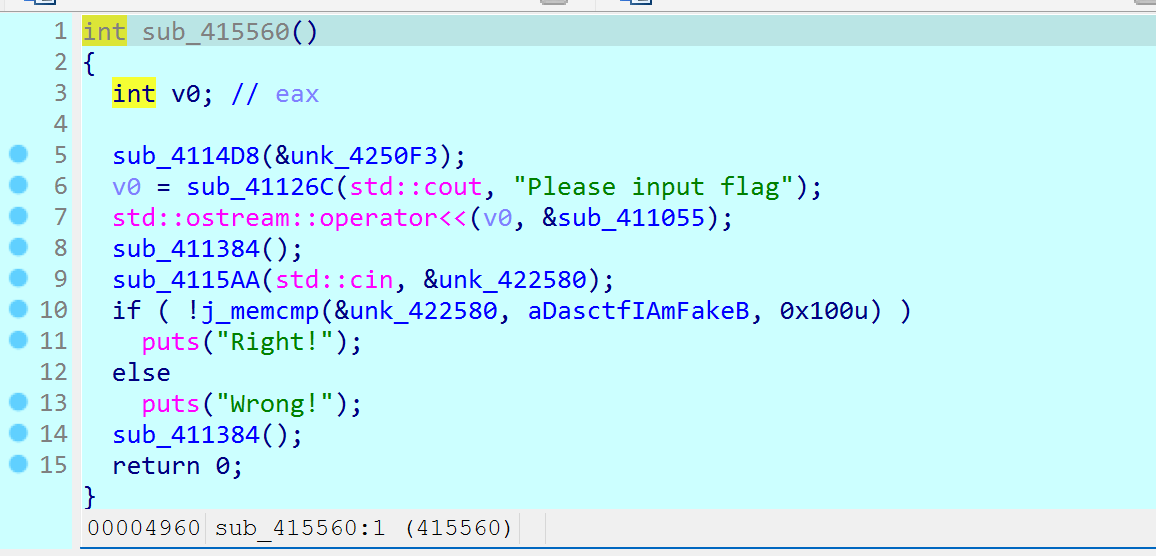 1 int sub_415560()
2 {
3   int v0; // eax
4
5   sub_4114D8(&unk_4250F3);
6   v0 = sub_41126C(std::cout, "Please input flag");
7   std::ostream::operator<<(v0, &sub_411055);
8   sub_411384();
9   sub_4115AA(std::cin, &unk_422580);
10   if ( !j_memcmp(&unk_422580, aDasctfIAmFakeB, 0x100u) )
11     puts("Right!");
12   else
13     puts("Wrong!");
14   sub_411384();
15   return 0;
}
00004960 sub_415560:1 (415560)